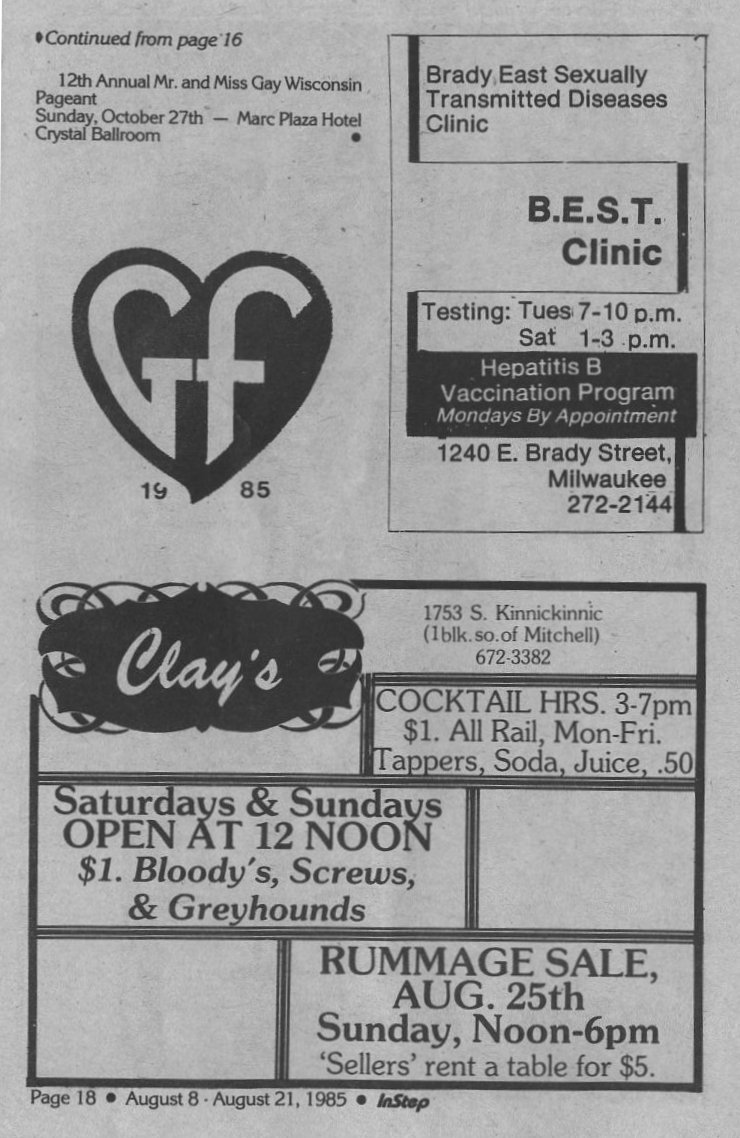 Continued from page 16
12th Annual Mr. and Miss Gay Wisconsin
Pageant
Sunday, October 27th — Marc Plaza Hotel
Crystal Ballroom •
Gf
19 85
Brady East Sexually
Transmitted Diseases
Clinic
B.E.S.T.
Clinic
Testing: Tues 7-10 p.m.
Sat 1-3 p.m.
Hepatitis B
Vaccination Program
Mondays By Appointment
1240 E. Brady Street,
Milwaukee
272-2144
Clay's
1753 S. Kinnickinnic
(1blk.so.of Mitchell)
672-3382
COCKTAIL HRS. 3-7pm
$1. All Rail, Mon-Fri.
Tappers, Soda, Juice, .50
Saturdays & Sundays
OPEN AT 12 NOON
$1. Bloody's, Screws,
& Greyhounds
RUMMAGE SALE,
AUG. 25th
Sunday, Noon-6pm
'Sellers' rent a table for $5.
Page 18 • August 8 - August 21, 1985 • InStep